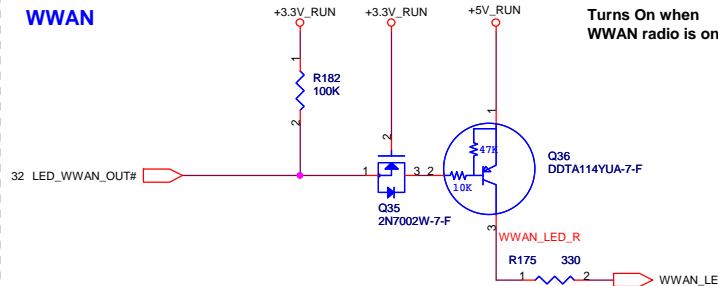 WWAN
+3.3V_RUN
+3.3V_RUN
+5V_RUN
Turns On when
WWAN radio is on
1
R182
100K
2
2
1
47K
Q36
DDTA114YUA-7-F
32 LED_WWAN_OUT#
1
3 2
10K
Q35
2N7002W-7-F
3
WWAN_LED_R
R175 330
1 2
WWAN_LE